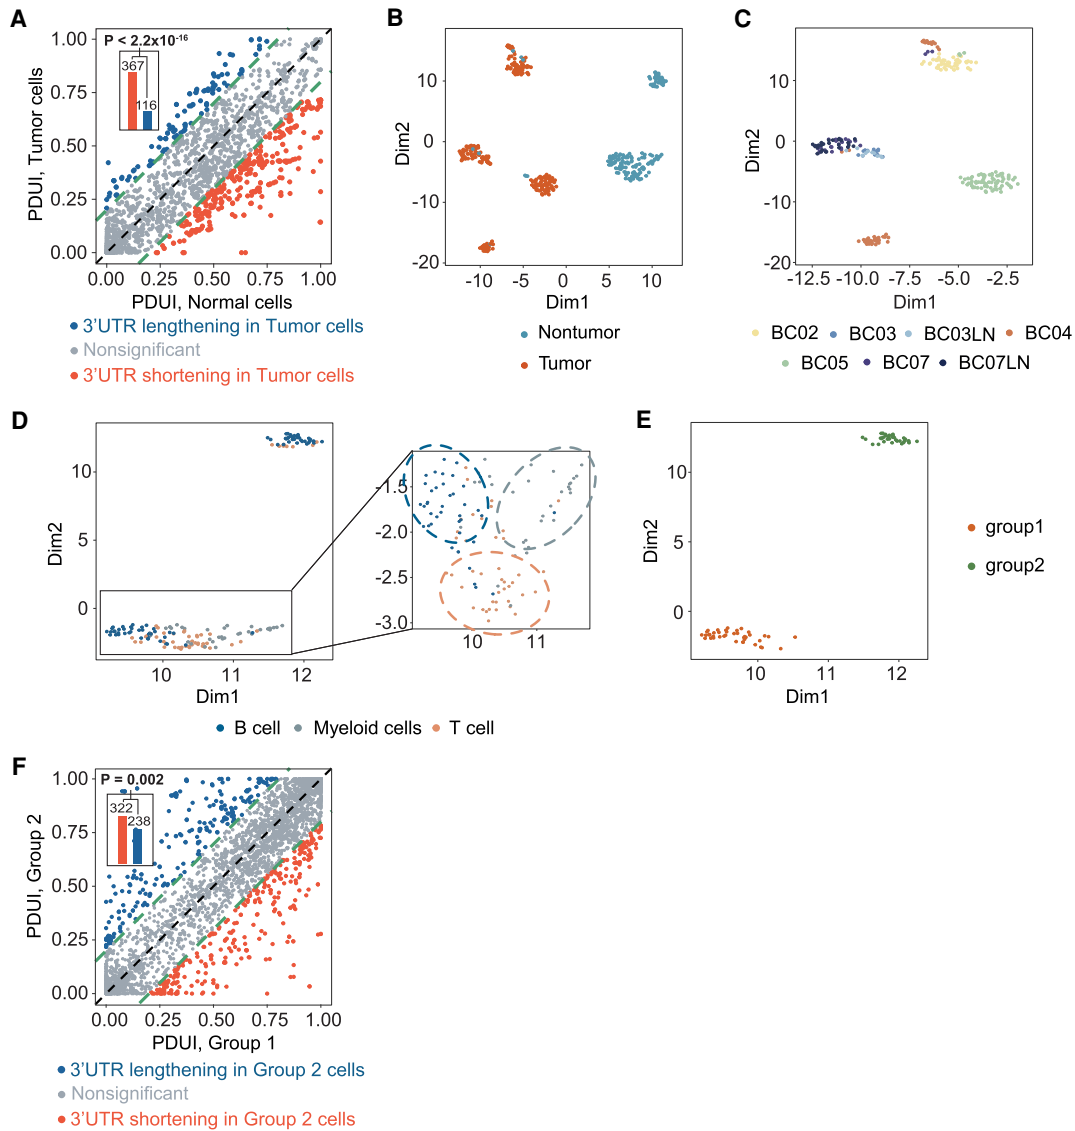 A
P < 2.2x10-16
367
116
1.00
0.75
0.50
0.25
0.00
PDUI, Tumor cells
0.00 0.25 0.50 0.75 1.00
PDUI, Normal cells
3'UTR lengthening in Tumor cells
Nonsignificant
3'UTR shortening in Tumor cells
B
10
0
-10
-20
Dim2
-10 -5 0 5 10
Dim1
Nontumor
Tumor
C
10
0
-10
-20
Dim2
-12.5 -10.0 -7.5 -5.0 -2.5
Dim1
BC02 BC03 BC03LN BC04
BC05 BC07 BC07LN
D
10
5
0
Dim2
10 11 12
Dim1
-1.5
-2.0
-2.5
-3.0
10 11
B cell Myeloid cells T cell
E
10
5
0
Dim2
10 11 12
Dim1
group1
group2
F
P = 0.002
322
238
1.00
0.75
0.50
0.25
0.00
PDUI, Group 2
0.00 0.25 0.50 0.75 1.00
PDUI, Group 1
3'UTR lengthening in Group 2 cells
Nonsignificant
3'UTR shortening in Group 2 cells